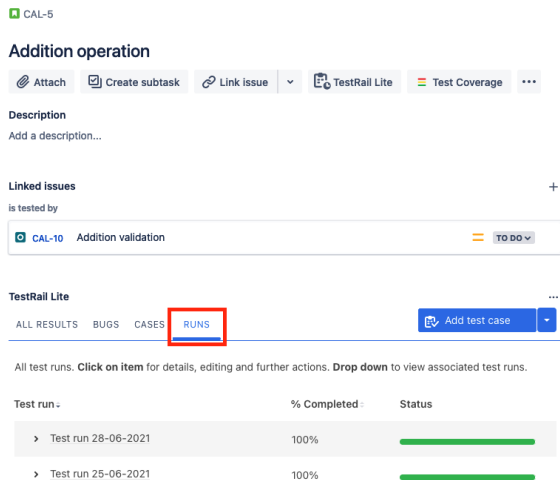 CAL-5
Addition operation
Attach Create subtask Link issue TestRail Lite Test Coverage ...
Description
Add a description...
Linked issues +
is tested by
CAL-10 Addition validation TO DO
TestRail Lite ...
ALL RESULTS BUGS CASES RUNS Add test case
All test runs. Click on item for details, editing and further actions. Drop down to view associated test runs.
Test run % Completed Status
Test run 28-06-2021 100%
Test run 25-06-2021 100%